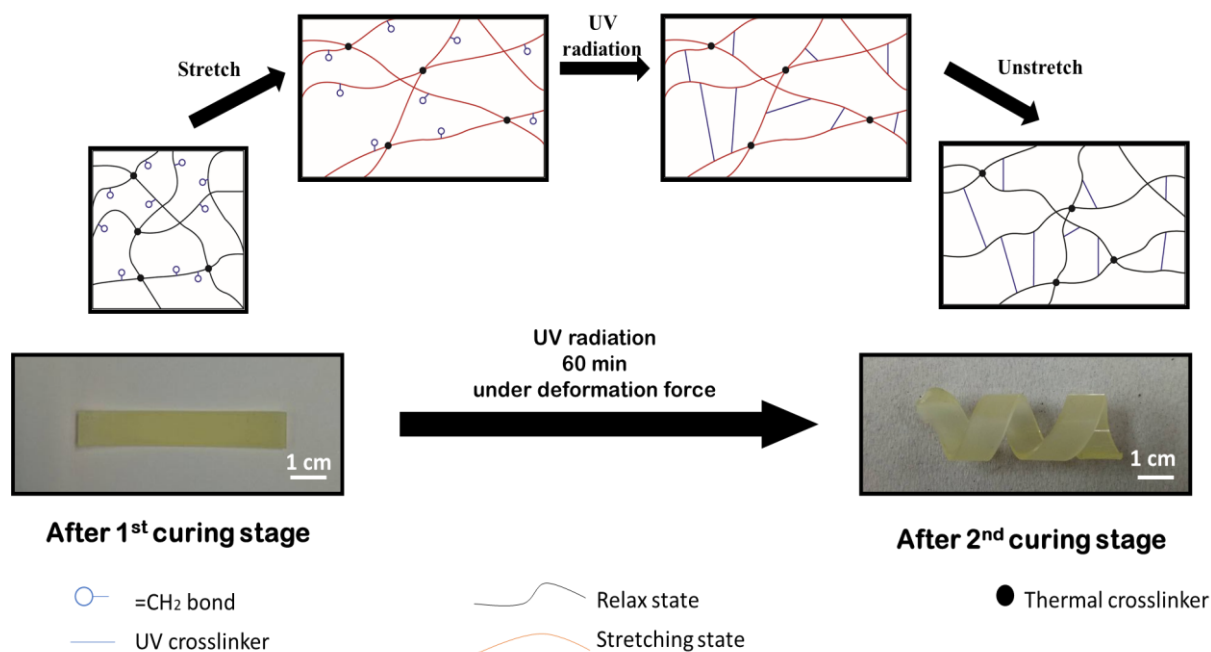 Stretch
UV
radiation
Unstretch
UV radiation
60 min
under deformation force
1 cm
1 cm
After 1st curing stage
After 2nd curing stage
=CH₂ bond
Relax state
Thermal crosslinker
UV crosslinker
Stretching state